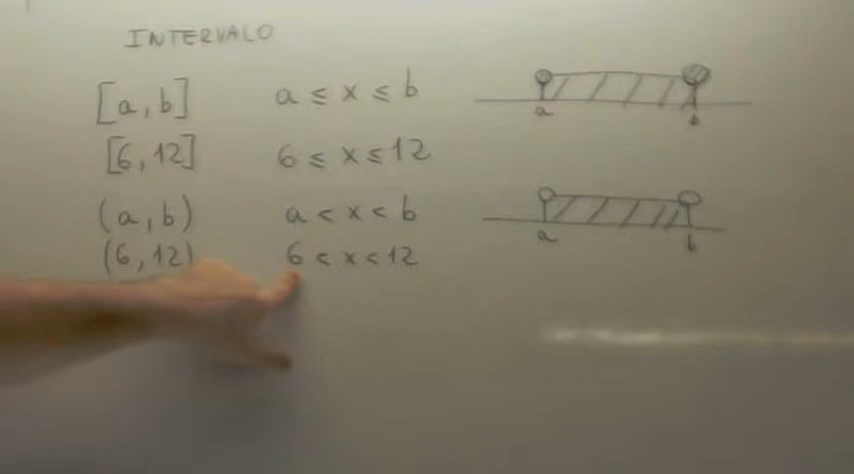 INTERVALO
[a, b] a ≤ x ≤ b
a b
[6, 12] 6 ≤ x ≤ 12
(a, b) a < x < b
a b
(6, 12) 6 < x < 12